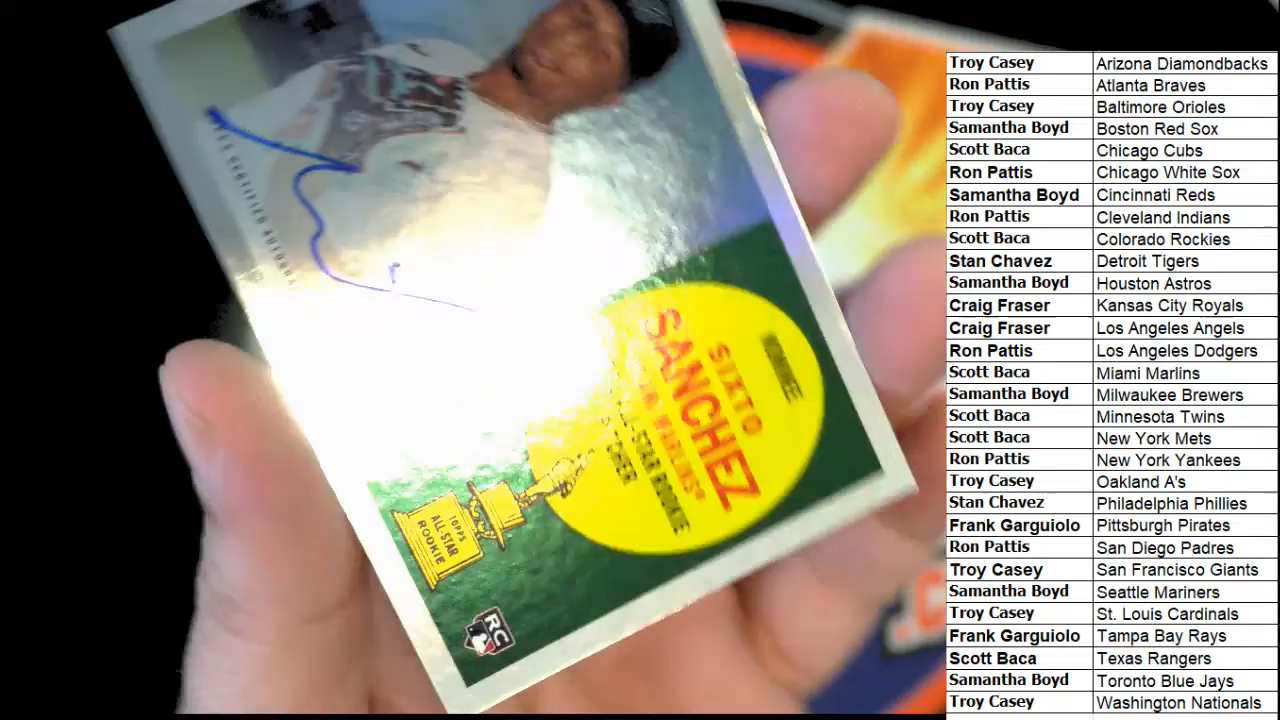 TOPPS CERTIFIED AUTOGRAPH
NOMINEE
SIXTO
SANCHEZ
MARLINS®
STAR ROOKIE
TOPPS
ALL-STAR
ROOKIE
RC
Troy Casey Arizona Diamondbacks
Ron Pattis Atlanta Braves
Troy Casey Baltimore Orioles
Samantha Boyd Boston Red Sox
Scott Baca Chicago Cubs
Ron Pattis Chicago White Sox
Samantha Boyd Cincinnati Reds
Ron Pattis Cleveland Indians
Scott Baca Colorado Rockies
Stan Chavez Detroit Tigers
Samantha Boyd Houston Astros
Craig Fraser Kansas City Royals
Craig Fraser Los Angeles Angels
Ron Pattis Los Angeles Dodgers
Scott Baca Miami Marlins
Samantha Boyd Milwaukee Brewers
Scott Baca Minnesota Twins
Scott Baca New York Mets
Ron Pattis New York Yankees
Troy Casey Oakland A's
Stan Chavez Philadelphia Phillies
Frank Garguiolo Pittsburgh Pirates
Ron Pattis San Diego Padres
Troy Casey San Francisco Giants
Samantha Boyd Seattle Mariners
Troy Casey St. Louis Cardinals
Frank Garguiolo Tampa Bay Rays
Scott Baca Texas Rangers
Samantha Boyd Toronto Blue Jays
Troy Casey Washington Nationals